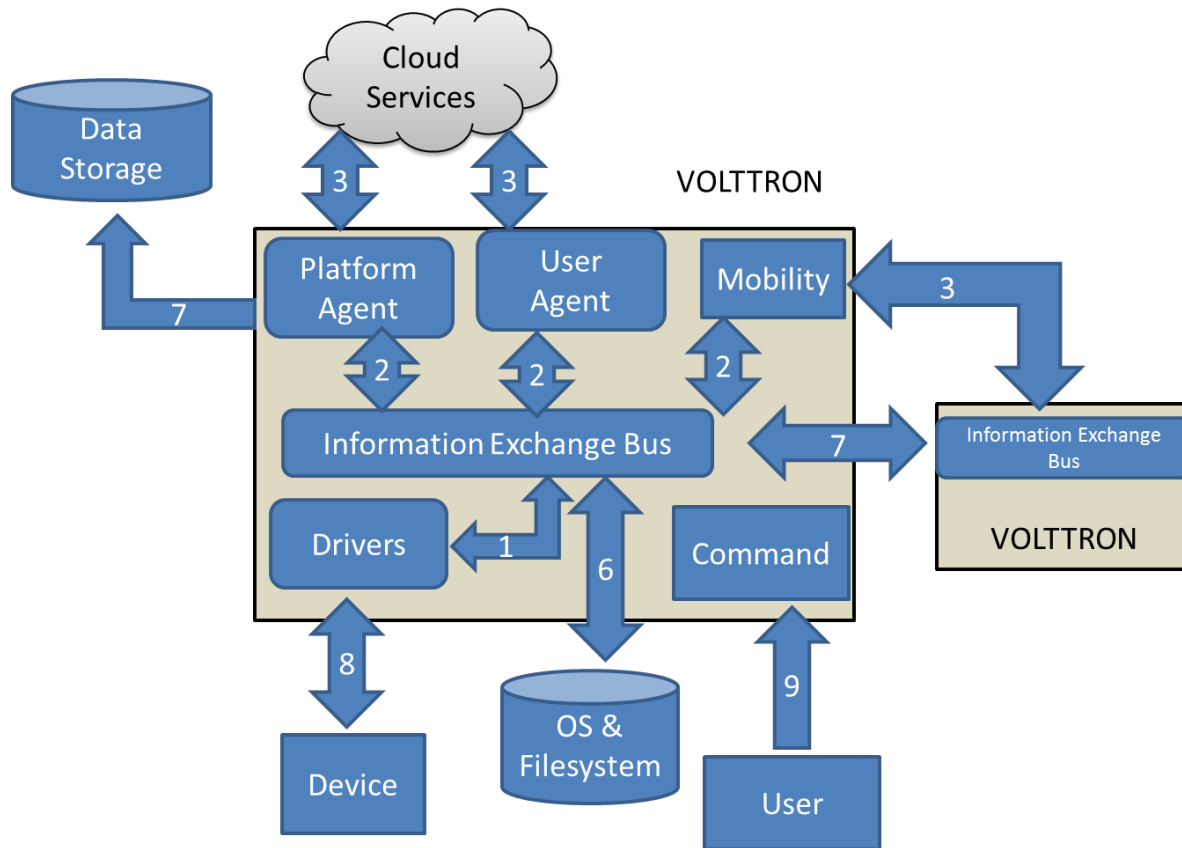 Cloud
Services
Data
Storage
3
3
VOLTTRON
Platform
Agent
User
Agent
Mobility
3
7
2
2
2
Information Exchange Bus
7
Information Exchange
Bus
Drivers
1
6
Command
VOLTTRON
8
9
OS &
Filesystem
Device
User